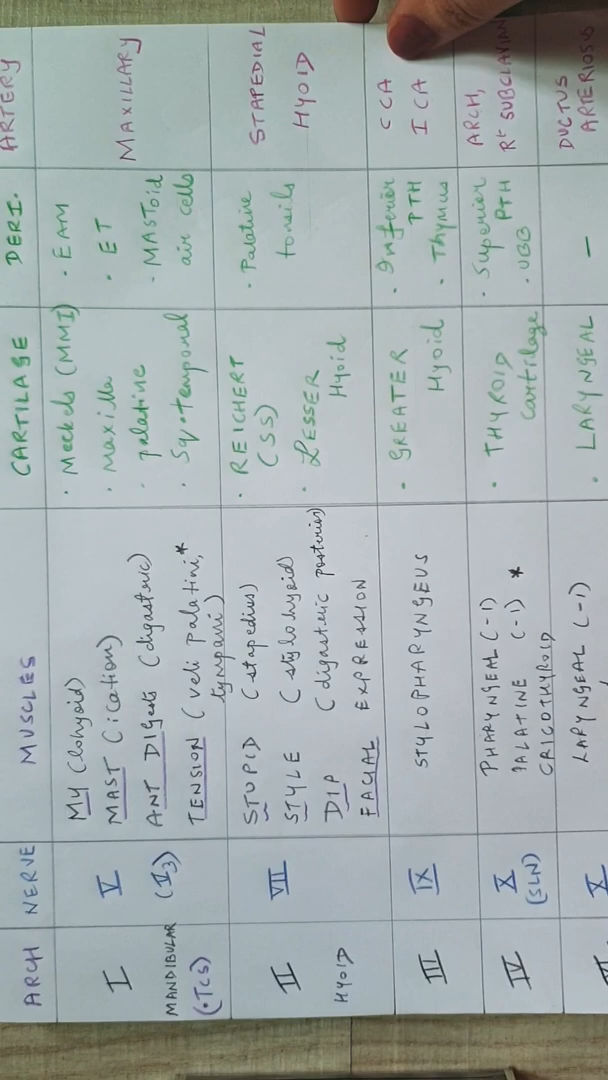 ARCH NERVE MUSCLES CARTILAGE DERI. ARTERY
I
MANDIBULAR
(•TCS)
V
(V3)
MY (lohyoid)
MAST (ication)
ANT DIGests (digastric)
TENSION (veli palatini,*
tympani)
• Meckels (MMI)
• Maxilla
• palatine
• Sq. temporal
• EAM
• ET
• MASToid
air cells
MAXILLARY
II
HYOID
VII
STUPID (stapedius)
STYLE (stylohyoid)
DIP (digastric posterior)
FACIAL EXPRESSION
• REICHERT
(SS)
• LESSER
Hyoid
• Palatine
tonsils
STAPEDIAL
HYOID
III
IX
STYLOPHARYNGEUS
• GREATER
Hyoid
• Inferior
PTH
• Thymus
CCA
ICA
IV
X
(SLN)
PHARYNGEAL (-1)
PALATINE (-1) *
CRICOTHYROID
• THYROID
cartilage
• Superior
PTH
• UBB
ARCH,
Rt SUBCLAVIAN
X
LARYNGEAL (-1)
• LARYNGEAL
–
DUCTUS
ARTERIOSUS